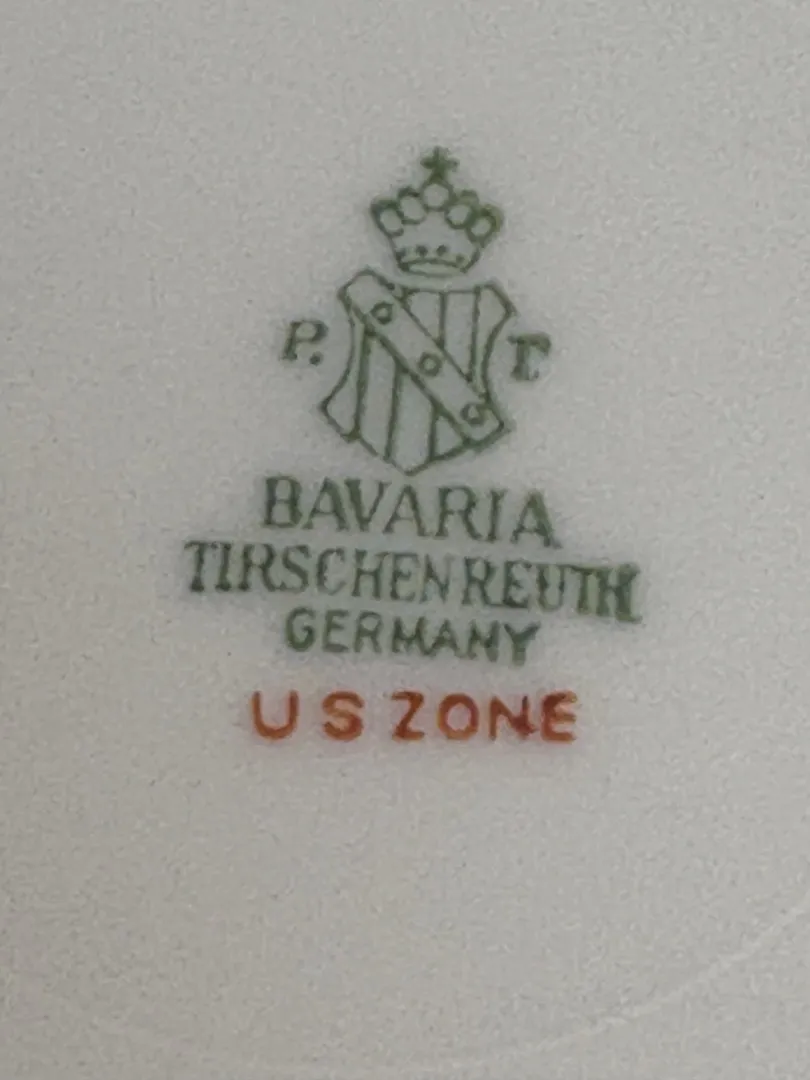 P. T
BAVARIA
TIRSCHENREUTH
GERMANY
US ZONE